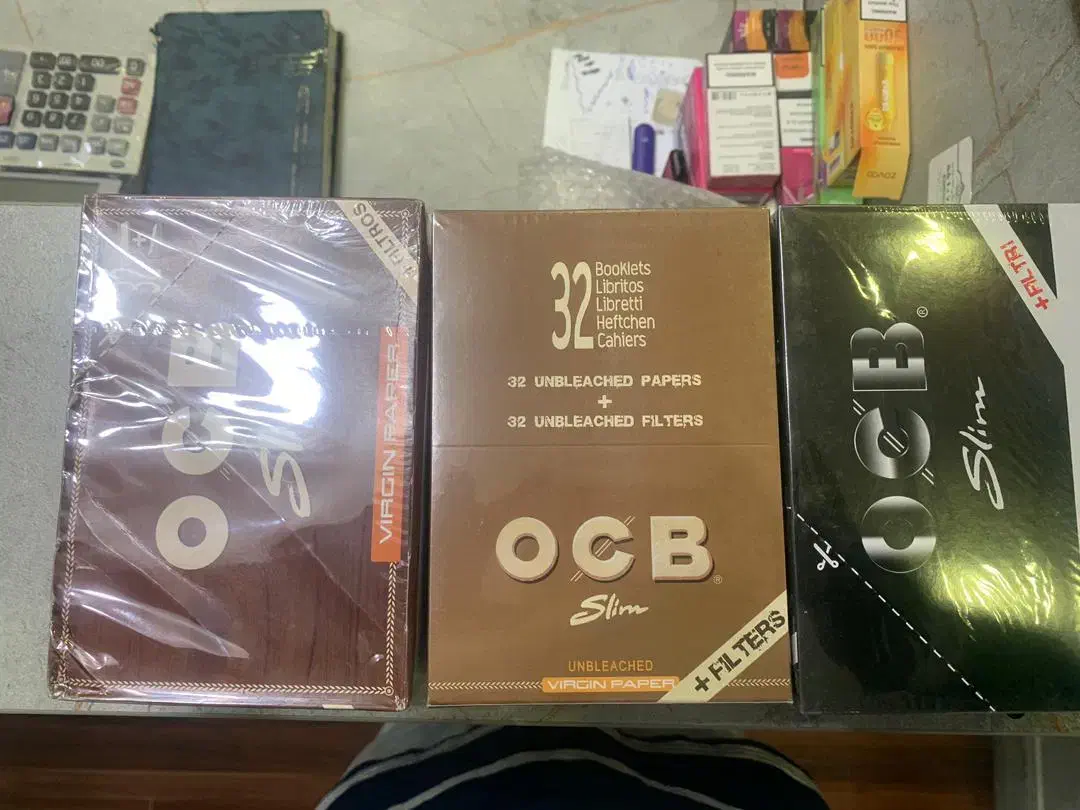 WARNING
+ FILTROS
OCB
Slim
VIRGIN PAPER
32
Booklets
Libritos
Libretti
Heftchen
Cahiers
32 UNBLEACHED PAPERS
+
32 UNBLEACHED FILTERS
OCB®
Slim
UNBLEACHED
VIRGIN PAPER
+ FILTERS
+ FILTRI
OCB®
Slim